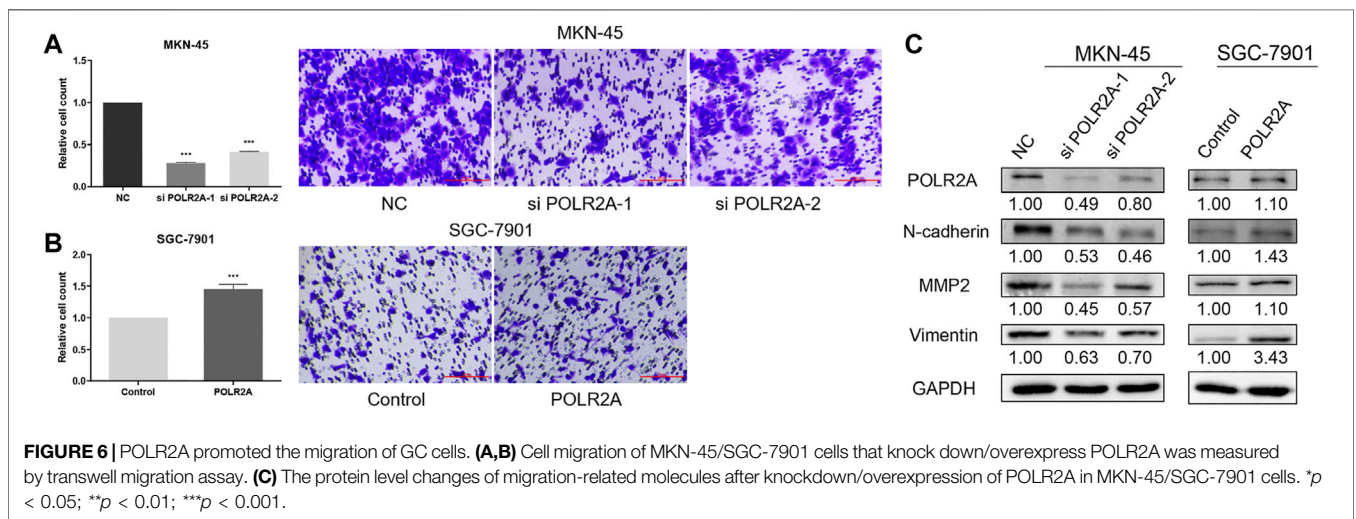 A
MKN-45
Relative cell count
1.5
1.0
0.5
0.0
***
***
NC
si POLR2A-1
si POLR2A-2
MKN-45
NC
si POLR2A-1
si POLR2A-2
B
SGC-7901
Relative cell count
2.0
1.5
1.0
0.5
0.0
***
Control
POLR2A
SGC-7901
Control
POLR2A
C
MKN-45
SGC-7901
NC
si POLR2A-1
si POLR2A-2
Control
POLR2A
POLR2A
1.00 0.49 0.80 1.00 1.10
N-cadherin
1.00 0.53 0.46 1.00 1.43
MMP2
1.00 0.45 0.57 1.00 1.10
Vimentin
1.00 0.63 0.70 1.00 3.43
GAPDH
FIGURE 6 | POLR2A promoted the migration of GC cells. (A,B) Cell migration of MKN-45/SGC-7901 cells that knock down/overexpress POLR2A was measured
by transwell migration assay. (C) The protein level changes of migration-related molecules after knockdown/overexpression of POLR2A in MKN-45/SGC-7901 cells. *p
< 0.05; **p < 0.01; ***p < 0.001.